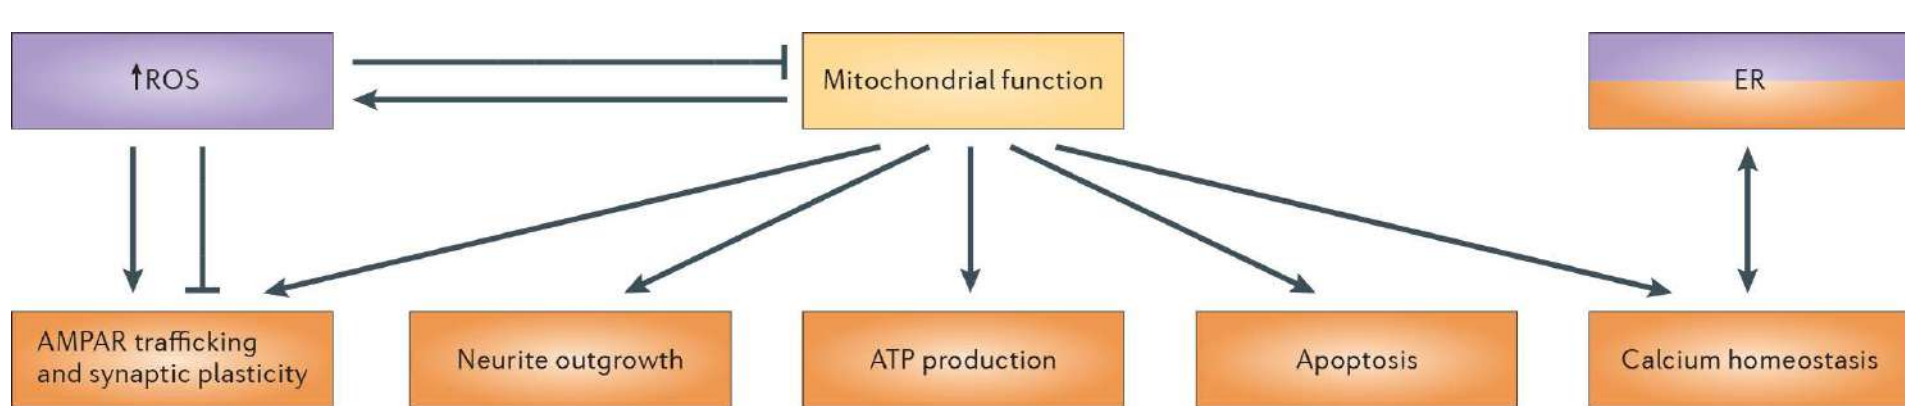 ↑ROS
Mitochondrial function
ER
AMPAR trafficking
and synaptic plasticity
Neurite outgrowth
ATP production
Apoptosis
Calcium homeostasis